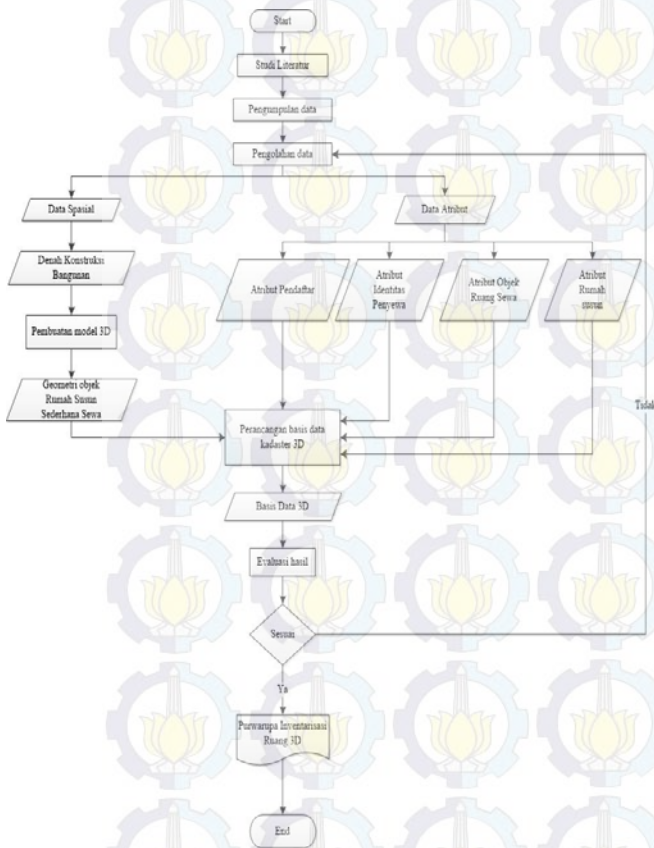 Start
Studi Literatur
Pengumpulan data
Pengolahan data
Data Spasial
Data Atribut
Denah Konstruksi
Bangunan
Atribut Pendaftar
Atribut
Identitas
Penyewa
Atribut Objek
Ruang Sewa
Atribut
Rumah
susun
Pembuatan model 3D
Geometri objek
Rumah Susun
Sederhana Sewa
Tidak
Perancangan basis data
kadaster 3D
Basis Data 3D
Evaluasi hasil
Sesuai
Ya
Purwarupa Inventarisasi
Ruang 3D
End